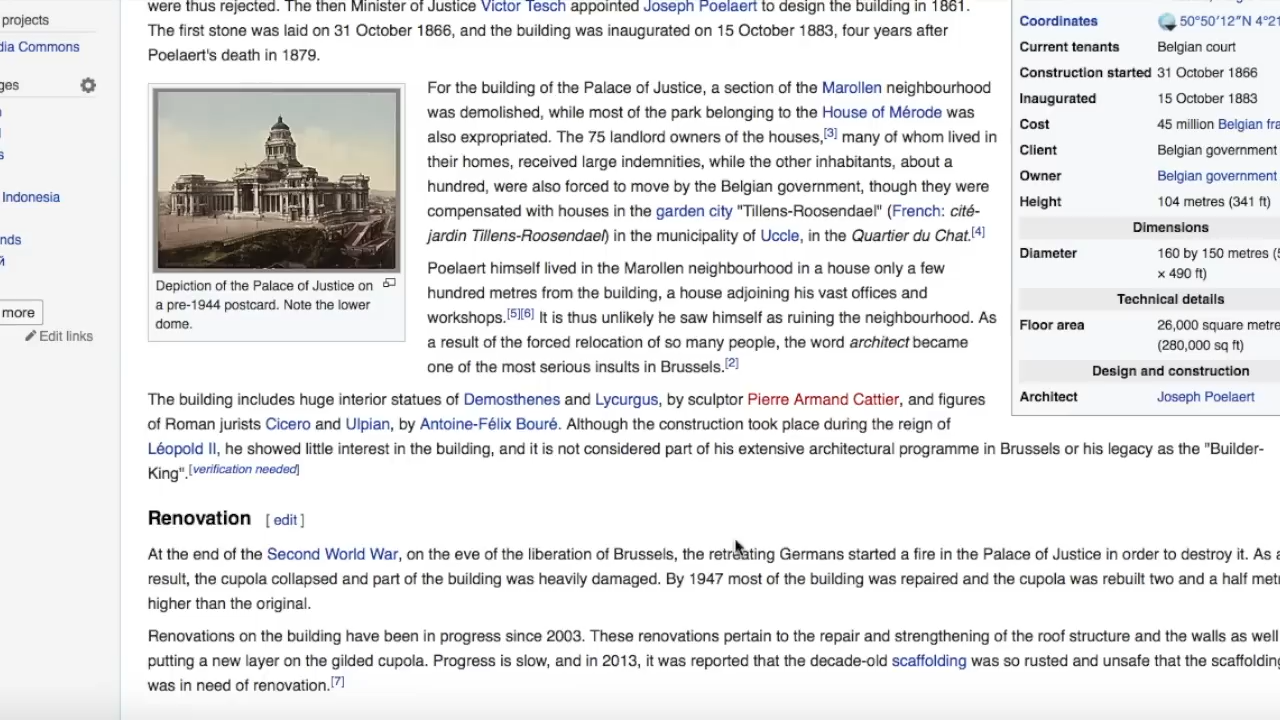 projects
dia Commons
ges
s
Indonesia
nds
й
more
Edit links
were thus rejected. The then Minister of Justice Victor Tesch appointed Joseph Poelaert to design the building in 1861.
The first stone was laid on 31 October 1866, and the building was inaugurated on 15 October 1883, four years after
Poelaert's death in 1879.
Depiction of the Palace of Justice on
a pre-1944 postcard. Note the lower
dome.
For the building of the Palace of Justice, a section of the Marollen neighbourhood
was demolished, while most of the park belonging to the House of Mérode was
also expropriated. The 75 landlord owners of the houses,[3] many of whom lived in
their homes, received large indemnities, while the other inhabitants, about a
hundred, were also forced to move by the Belgian government, though they were
compensated with houses in the garden city "Tillens-Roosendael" (French: cité-
jardin Tillens-Roosendael) in the municipality of Uccle, in the Quartier du Chat.[4]
Poelaert himself lived in the Marollen neighbourhood in a house only a few
hundred metres from the building, a house adjoining his vast offices and
workshops.[5][6] It is thus unlikely he saw himself as ruining the neighbourhood. As
a result of the forced relocation of so many people, the word architect became
one of the most serious insults in Brussels.[2]
The building includes huge interior statues of Demosthenes and Lycurgus, by sculptor Pierre Armand Cattier, and figures
of Roman jurists Cicero and Ulpian, by Antoine-Félix Bouré. Although the construction took place during the reign of
Léopold II, he showed little interest in the building, and it is not considered part of his extensive architectural programme in Brussels or his legacy as the "Builder-
King".[verification needed]
Renovation [ edit ]
At the end of the Second World War, on the eve of the liberation of Brussels, the retreating Germans started a fire in the Palace of Justice in order to destroy it. As a
result, the cupola collapsed and part of the building was heavily damaged. By 1947 most of the building was repaired and the cupola was rebuilt two and a half metr
higher than the original.
Renovations on the building have been in progress since 2003. These renovations pertain to the repair and strengthening of the roof structure and the walls as well
putting a new layer on the gilded cupola. Progress is slow, and in 2013, it was reported that the decade-old scaffolding was so rusted and unsafe that the scaffolding
was in need of renovation.[7]
Coordinates 50°50′12″N 4°21
Current tenants Belgian court
Construction started 31 October 1866
Inaugurated 15 October 1883
Cost 45 million Belgian fra
Client Belgian government
Owner Belgian government
Height 104 metres (341 ft)
Dimensions
Diameter 160 by 150 metres (5
× 490 ft)
Technical details
Floor area 26,000 square metre
(280,000 sq ft)
Design and construction
Architect Joseph Poelaert